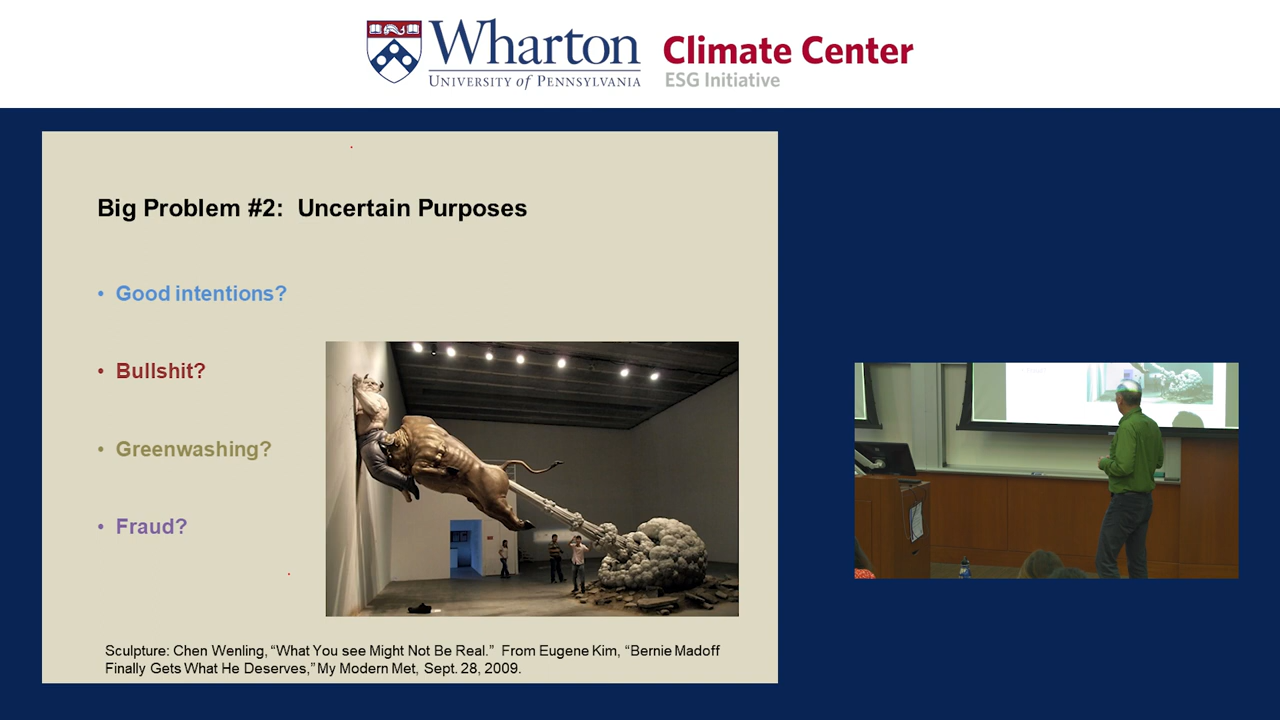 Wharton
UNIVERSITY of PENNSYLVANIA
Climate Center
ESG Initiative
Big Problem #2: Uncertain Purposes
• Good intentions?
• Bullshit?
• Greenwashing?
• Fraud?
Sculpture: Chen Wenling, “What You see Might Not Be Real.” From Eugene Kim, “Bernie Madoff
Finally Gets What He Deserves,” My Modern Met, Sept. 28, 2009.